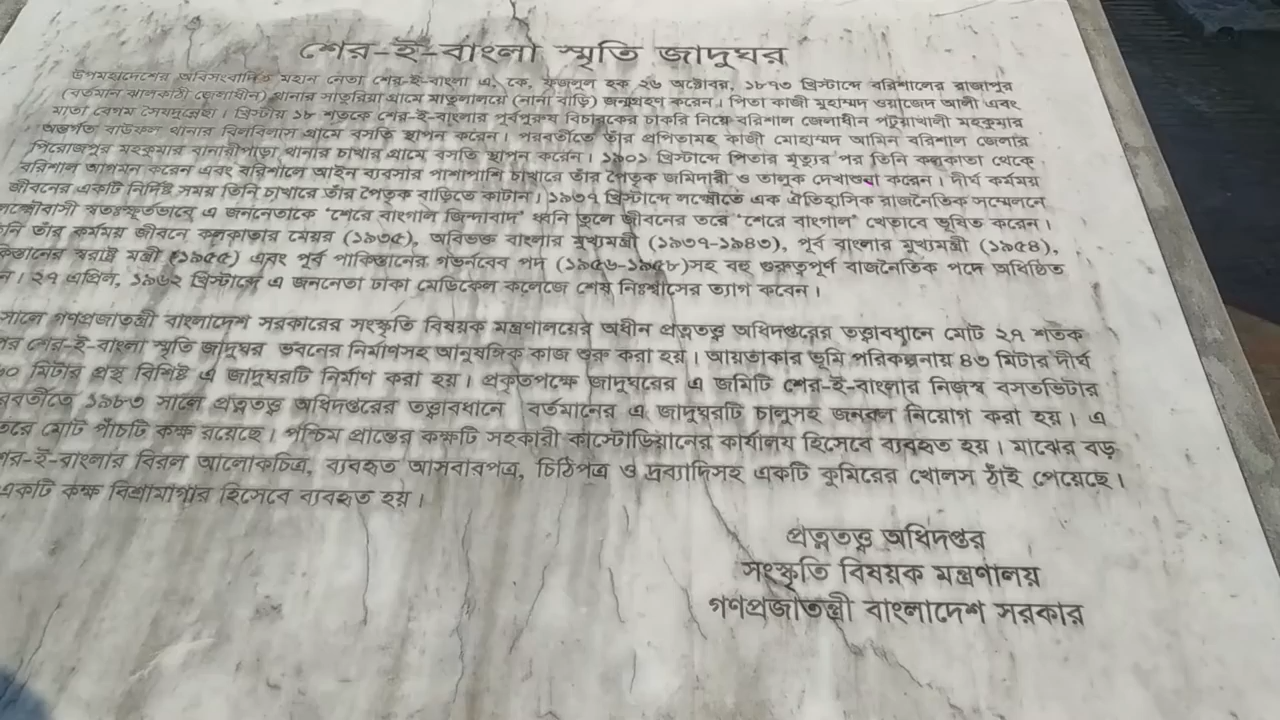 শের-ই-বাংলা স্মৃতি জাদুঘর
উপমহাদেশের অবিসংবাদিত মহান নেতা শের-ই-বাংলা এ. কে. ফজলুল হক ২৬ অক্টোবর, ১৮৭৩ খ্রিস্টাব্দে বরিশালের রাজাপুর
(বর্তমান ঝালকাঠী জেলাধীন) থানার সাতুরিয়া গ্রামে মাতুলালয়ে (নানা বাড়ি) জন্মগ্রহণ করেন। পিতা কাজী মুহাম্মদ ওয়াজেদ আলী এবং
মাতা বেগম সৈয়দুন্নেছা। খ্রিস্টীয় ১৮ শতকে শের-ই-বাংলার পূর্বপুরুষ বিচারকের চাকরি নিয়ে বরিশাল জেলাধীন পটুয়াখালী মহকুমার
অন্তর্গত বাউফল থানার বিলবিলাস গ্রামে বসতি স্থাপন করেন। পরবর্তীতে তাঁর প্রপিতামহ কাজী মোহাম্মদ আমিন বরিশাল জেলার
পিরোজপুর মহকুমার বানারীপাড়া থানার চাখার গ্রামে বসতি স্থাপন করেন। ১৯০১ খ্রিস্টাব্দে পিতার মৃত্যুর পর তিনি কলকাতা থেকে
বরিশাল আগমন করেন এবং বরিশালে আইন ব্যবসার পাশাপাশি চাখারে তাঁর পৈতৃক জমিদারী ও তালুক দেখাশুনা করেন। দীর্ঘ কর্মময়
জীবনের একটি নির্দিষ্ট সময় তিনি চাখারে তাঁর পৈতৃক বাড়িতে কাটান। ১৯৩৭ খ্রিস্টাব্দে লক্ষ্ণৌতে এক ঐতিহাসিক রাজনৈতিক সম্মেলনে
স্বতঃস্ফূর্তভাবে এ জননেতাকে ‘শেরে বাংগাল জিন্দাবাদ’ ধ্বনি তুলে জীবনের তরে ‘শেরে বাংগাল’ খেতাবে ভূষিত করেন।
তাঁর কর্মময় জীবনে কলকাতার মেয়র (১৯৩৫), অবিভক্ত বাংলার মুখ্যমন্ত্রী (১৯৩৭-১৯৪৩), পূর্ব বাংলার মুখ্যমন্ত্রী (১৯৫৪),
স্বরাষ্ট্র মন্ত্রী (১৯৫৫) এবং পূর্ব পাকিস্তানের গভর্নরের পদ (১৯৫৬-১৯৫৮)সহ বহু গুরুত্বপূর্ণ রাজনৈতিক পদে অধিষ্ঠিত
ন। ২৭ এপ্রিল, ১৯৬২ খ্রিস্টাব্দে এ জননেতা ঢাকা মেডিকেল কলেজে শেষ নিঃশ্বাসের ত্যাগ করেন।
সালে গণপ্রজাতন্ত্রী বাংলাদেশ সরকারের সংস্কৃতি বিষয়ক মন্ত্রণালয়ের অধীন প্রত্নতত্ত্ব অধিদপ্তরের তত্ত্বাবধানে মোট ২৭ শতক
শের-ই-বাংলা স্মৃতি জাদুঘর ভবনের নির্মাণসহ আনুষঙ্গিক কাজ শুরু করা হয়। আয়তাকার ভূমি পরিকল্পনায় ৪৩ মিটার দীর্ঘ
মিটার প্রস্থ বিশিষ্ট এ জাদুঘরটি নির্মাণ করা হয়। প্রকৃতপক্ষে জাদুঘরের এ জমিটি শের-ই-বাংলার নিজস্ব বসতভিটার
১৯৮৩ সালে প্রত্নতত্ত্ব অধিদপ্তরের তত্ত্বাবধানে বর্তমানের এ জাদুঘরটি চালুসহ জনবল নিয়োগ করা হয়। এ
মোট পাঁচটি কক্ষ রয়েছে। পশ্চিম প্রান্তের কক্ষটি সহকারী কাস্টোডিয়ানের কার্যালয় হিসেবে ব্যবহৃত হয়। মাঝের বড়
শের-ই-বাংলার বিরল আলোকচিত্র, ব্যবহৃত আসবাবপত্র, চিঠিপত্র ও দ্রব্যাদিসহ একটি কুমিরের খোলস ঠাঁই পেয়েছে।
একটি কক্ষ বিশ্রামাগার হিসেবে ব্যবহৃত হয়।
প্রত্নতত্ত্ব অধিদপ্তর
সংস্কৃতি বিষয়ক মন্ত্রণালয়
গণপ্রজাতন্ত্রী বাংলাদেশ সরকার